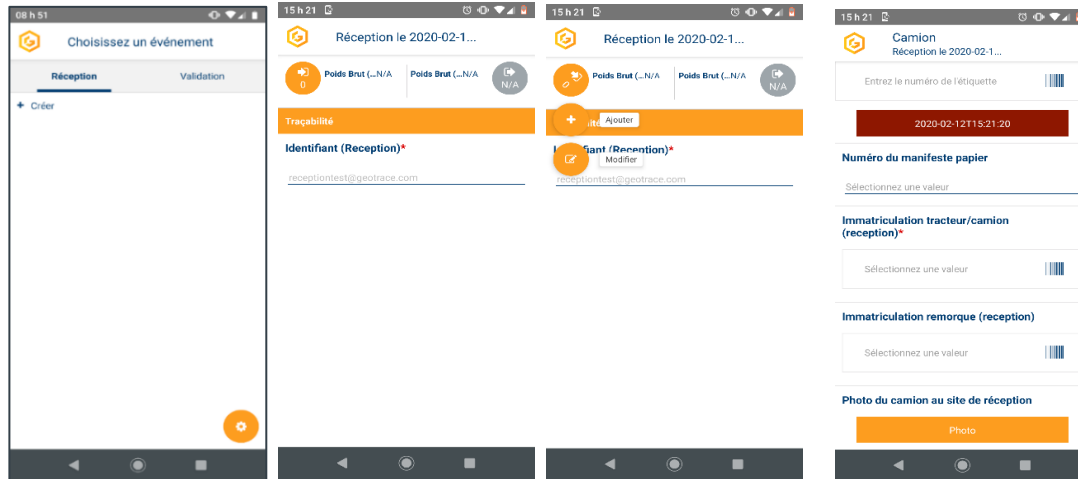 08 h 51
Choisissez un événement
Réception
Validation
+ Créer
15 h 21
Réception le 2020-02-1...
0
Poids Brut (...N/A
Poids Brut (...N/A
N/A
Traçabilité
Identifiant (Reception)*
receptiontest@geotrace.com
15 h 21
Réception le 2020-02-1...
Poids Brut (...N/A
Poids Brut (...N/A
N/A
Ajouter
Modifier
receptiontest@geotrace.com
15 h 21
Camion
Réception le 2020-02-1...
Entrez le numéro de l'étiquette
2020-02-12T15:21:20
Numéro du manifeste papier
Sélectionnez une valeur
Immatriculation tracteur/camion
(reception)*
Sélectionnez une valeur
Immatriculation remorque (reception)
Sélectionnez une valeur
Photo du camion au site de réception
Photo